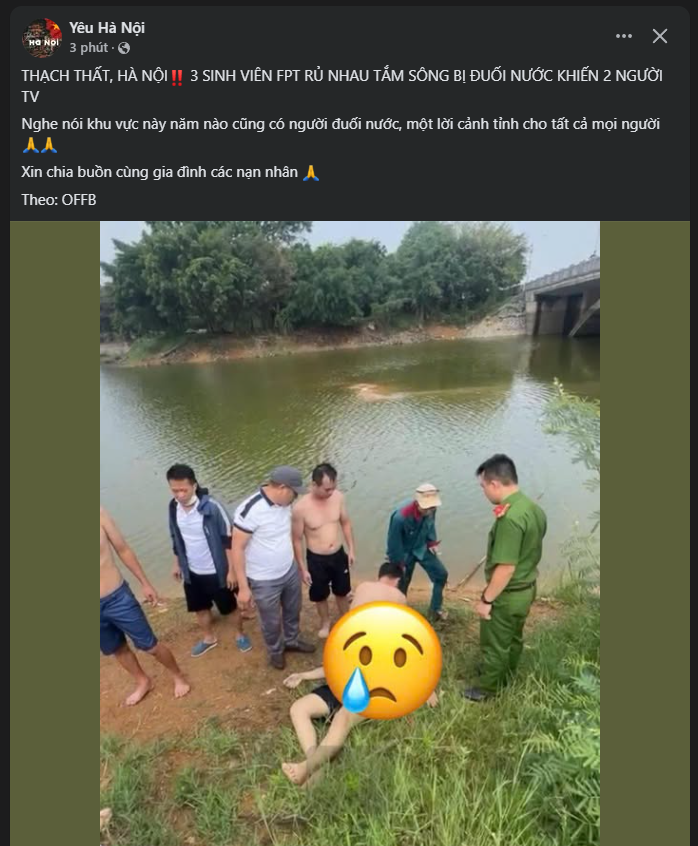 Yêu Hà Nội
3 phút ·
THẠCH THẤT, HÀ NỘI‼️ 3 SINH VIÊN FPT RỦ NHAU TẮM SÔNG BỊ ĐUỐI NƯỚC KHIẾN 2 NGƯỜI
TV
Nghe nói khu vực này năm nào cũng có người đuối nước, một lời cảnh tỉnh cho tất cả mọi người
🙏🙏
Xin chia buồn cùng gia đình các nạn nhân 🙏
Theo: OFFB